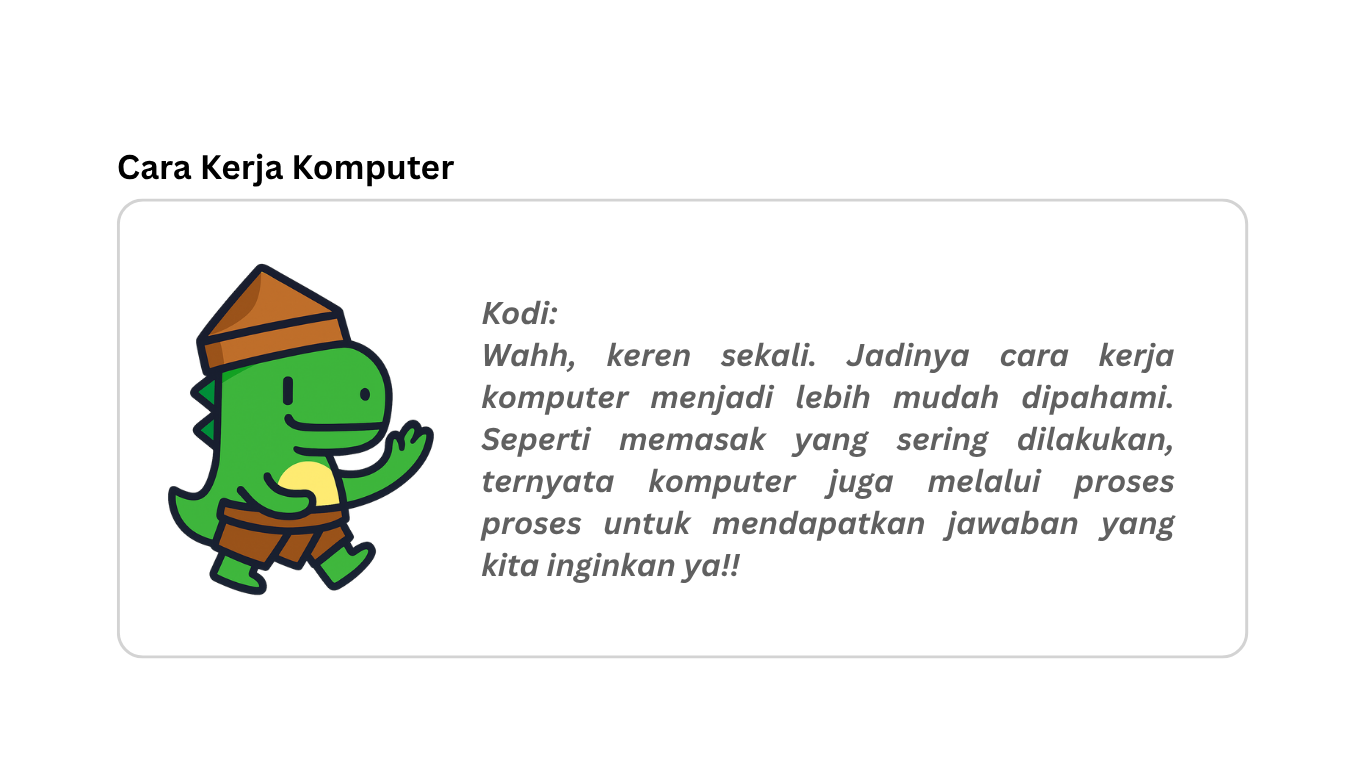 Cara Kerja Komputer
Kodi:
Wahh, keren sekali. Jadinya cara kerja
komputer menjadi lebih mudah dipahami.
Seperti memasak yang sering dilakukan,
ternyata komputer juga melalui proses
proses untuk mendapatkan jawaban yang
kita inginkan ya!!